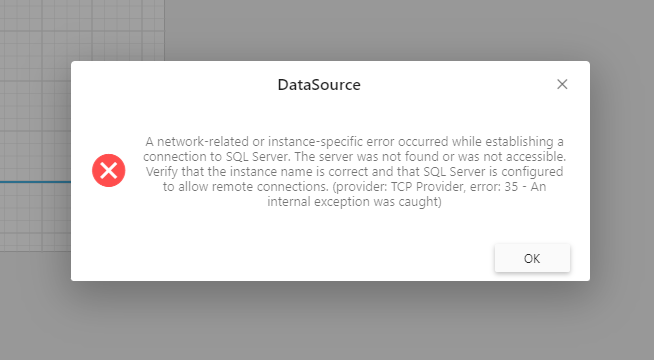 DataSource
A network-related or instance-specific error occurred while establishing a
connection to SQL Server. The server was not found or was not accessible.
Verify that the instance name is correct and that SQL Server is configured
to allow remote connections. (provider: TCP Provider, error: 35 - An
internal exception was caught)
OK